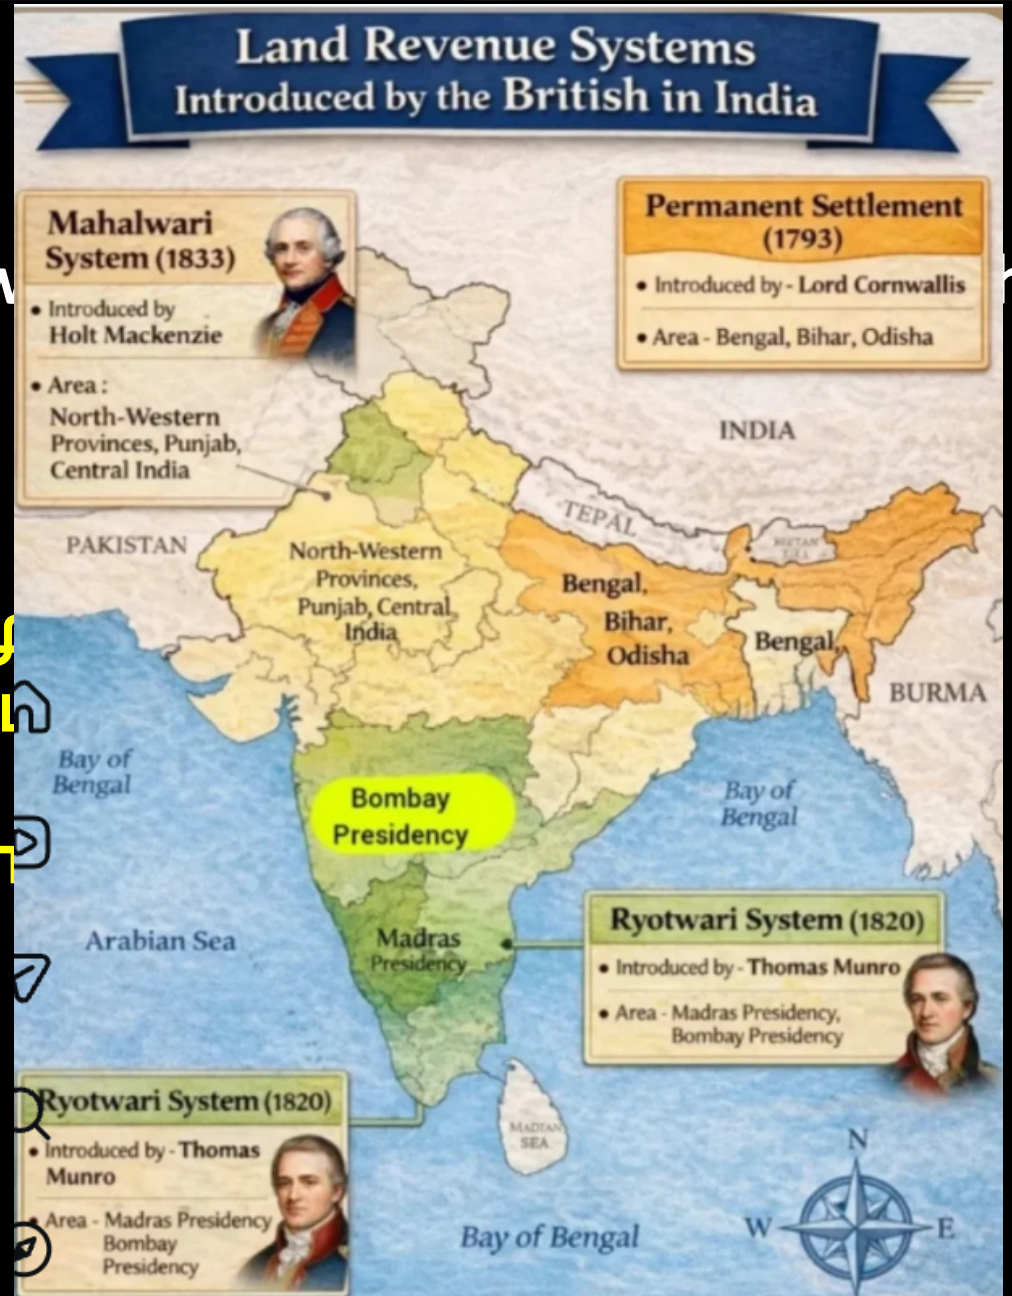 Land Revenue Systems
Introduced by the British in India
Mahalwari
System (1833)
• Introduced by
Holt Mackenzie
• Area :
North-Western
Provinces, Punjab,
Central India
Permanent Settlement
(1793)
• Introduced by - Lord Cornwallis
• Area - Bengal, Bihar, Odisha
INDIA
TEPAL
PAKISTAN
North-Western
Provinces,
Punjab, Central
India
Bengal,
Bihar,
Odisha
Bengal,
BURMA
Bay of
Bengal
Bombay
Presidency
Bay of
Bengal
Arabian Sea
Madras
Presidency
Ryotwari System (1820)
• Introduced by - Thomas Munro
• Area - Madras Presidency,
Bombay Presidency
Ryotwari System (1820)
• Introduced by - Thomas
Munro
• Area - Madras Presidency
Bombay
Presidency
MADTAN
SEA
Bay of Bengal
N
W
E